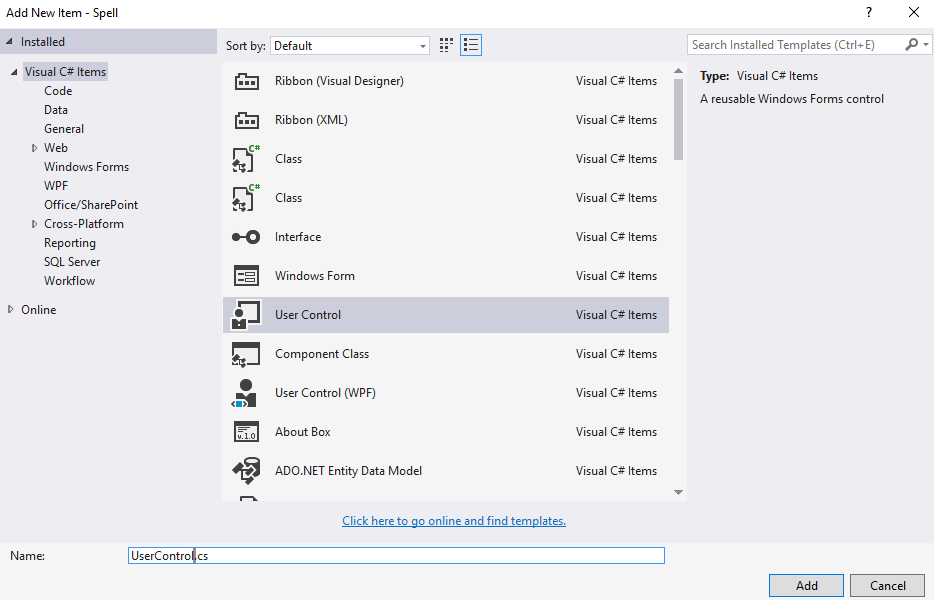 Add New Item - Spell
?
Installed
Sort by: Default
Search Installed Templates (Ctrl+E)
Visual C# Items
Code
Data
General
Web
Windows Forms
WPF
Office/SharePoint
Cross-Platform
Reporting
SQL Server
Workflow
Online
Ribbon (Visual Designer) Visual C# Items
Ribbon (XML) Visual C# Items
C#
Class Visual C# Items
C#
Class Visual C# Items
Interface Visual C# Items
Windows Form Visual C# Items
User Control Visual C# Items
Component Class Visual C# Items
User Control (WPF) Visual C# Items
v.1.0
About Box Visual C# Items
ADO.NET Entity Data Model Visual C# Items
Type: Visual C# Items
A reusable Windows Forms control
Click here to go online and find templates.
Name: UserControl.cs
Add Cancel